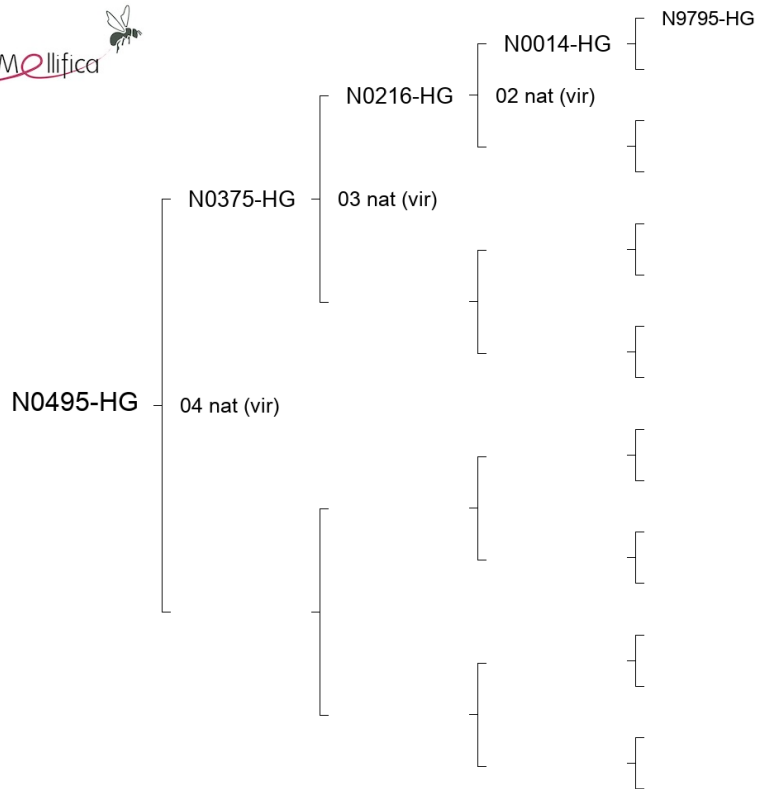 Mellifica
N9795-HG
N0014-HG
N0216-HG
02 nat (vir)
N0375-HG
03 nat (vir)
N0495-HG
04 nat (vir)